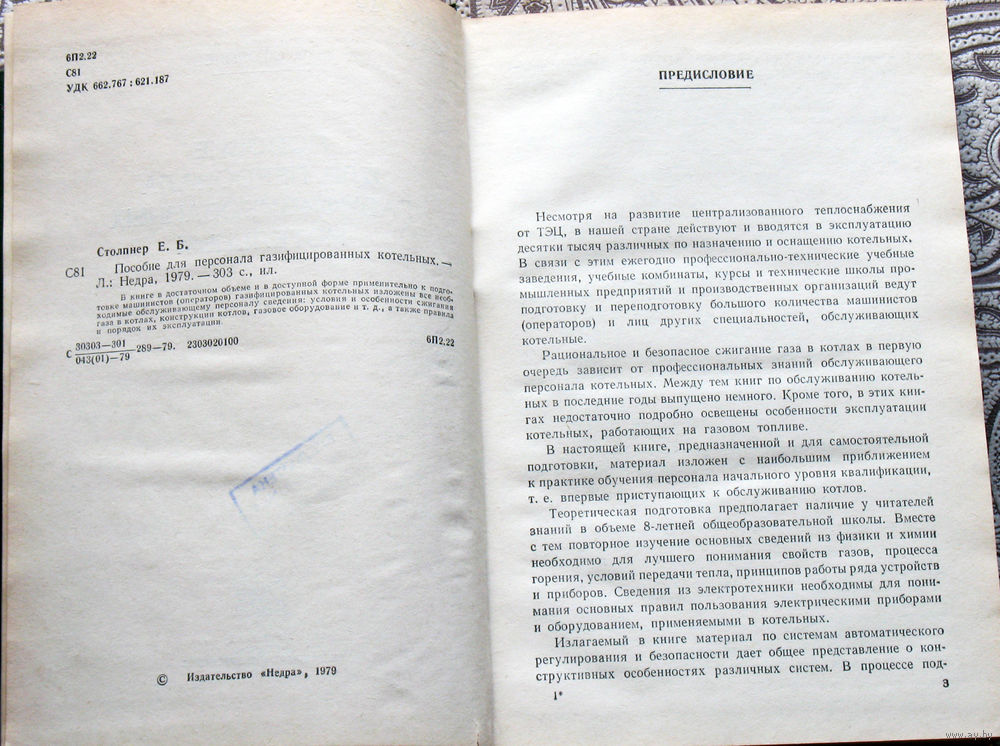 6П2.22
С81
УДК 662.767 : 621.187
Столпнер Е. Б.
С81 Пособие для персонала газифицированных котельных. —
Л.: Недра, 1979. — 303 с., ил.
В книге в достаточном объеме и в доступной форме применительно к подго-
товке машинистов (операторов) газифицированных котельных изложены все необ-
ходимые обслуживающему персоналу сведения: условия и особенности сжигания
газа в котлах, конструкции котлов, газовое оборудование и т. д., а также правила
и порядок их эксплуатации.
С 30303—301
043(01)—79 289—79. 2303020100 6П2.22
© Издательство «Недра», 1979
ПРЕДИСЛОВИЕ
Несмотря на развитие централизованного теплоснабжения
от ТЭЦ, в нашей стране действуют и вводятся в эксплуатацию
десятки тысяч различных по назначению и оснащению котельных.
В связи с этим ежегодно профессионально-технические учебные
заведения, учебные комбинаты, курсы и технические школы про-
мышленных предприятий и производственных организаций ведут
подготовку и переподготовку большого количества машинистов
(операторов) и лиц других специальностей, обслуживающих
котельные.
Рациональное и безопасное сжигание газа в котлах в первую
очередь зависит от профессиональных знаний обслуживающего
персонала котельных. Между тем книг по обслуживанию котель-
ных в последние годы выпущено немного. Кроме того, в этих кни-
гах недостаточно подробно освещены особенности эксплуатации
котельных, работающих на газовом топливе.
В настоящей книге, предназначенной и для самостоятельной
подготовки, материал изложен с наибольшим приближением
к практике обучения персонала начального уровня квалификации,
т. е. впервые приступающих к обслуживанию котлов.
Теоретическая подготовка предполагает наличие у читателей
знаний в объеме 8-летней общеобразовательной школы. Вместе
с тем повторное изучение основных сведений из физики и химии
необходимо для лучшего понимания свойств газов, процесса
горения, условий передачи тепла, принципов работы ряда устройств
и приборов. Сведения из электротехники необходимы для пони-
мания основных правил пользования электрическими приборами
и оборудованием, применяемыми в котельных.
Излагаемый в книге материал по системам автоматического
регулирования и безопасности дает общее представление о кон-
структивных особенностях различных систем. В процессе под-
1* 3
www.ay.by